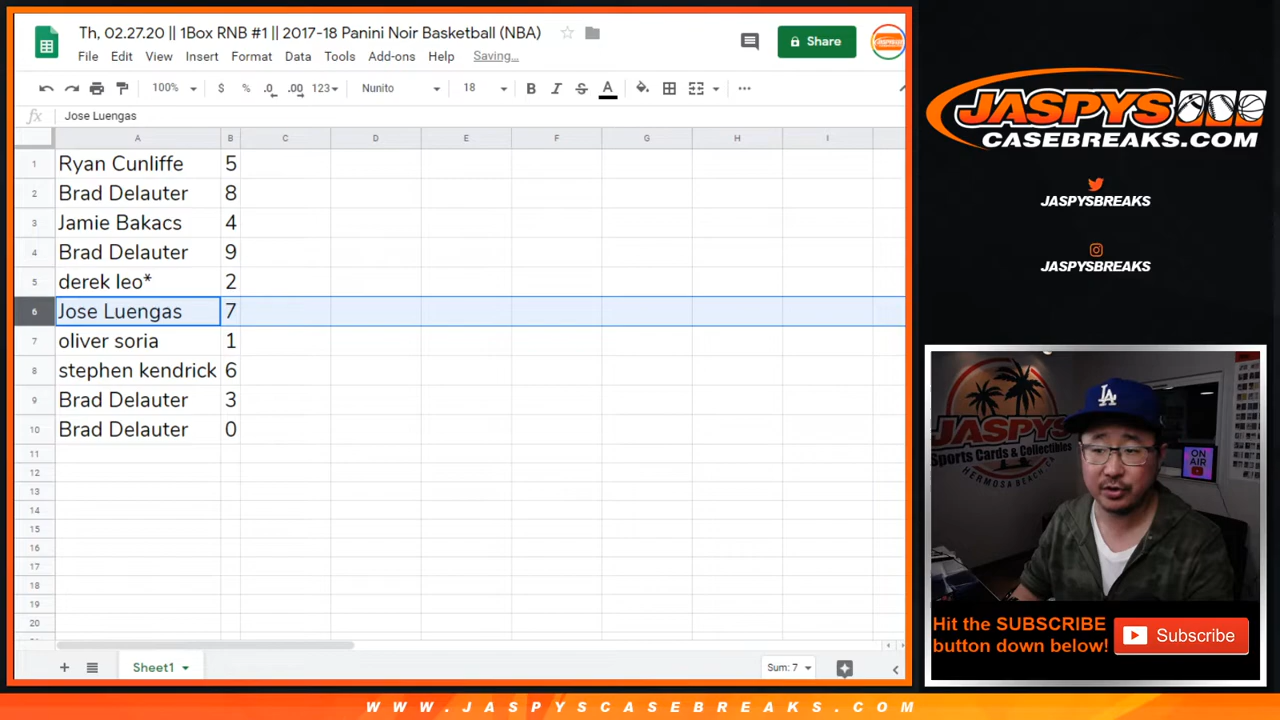 Th, 02.27.20 || 1Box RNB #1 || 2017-18 Panini Noir Basketball (NBA)
File Edit View Insert Format Data Tools Add-ons Help Saving...
Share
100% $ % .0 .00 123 Nunito 18 B I S A
fx Jose Luengas
A B C D E F G H I
1 Ryan Cunliffe 5
2 Brad Delauter 8
3 Jamie Bakacs 4
4 Brad Delauter 9
5 derek leo* 2
6 Jose Luengas 7
7 oliver soria 1
8 stephen kendrick 6
9 Brad Delauter 3
10 Brad Delauter 0
11
12
13
14
15
16
17
18
19
20
Sheet1
Sum: 7
JASPYS
CASEBREAKS.COM
JASPYSBREAKS
JASPYSBREAKS
JASPYS
Sports Cards & Collectibles
HERMOSA BEACH CA
LA
ON AIR
Hit the SUBSCRIBE
button down below!
Subscribe
WWW.JASPYSCASEBREAKS.COM